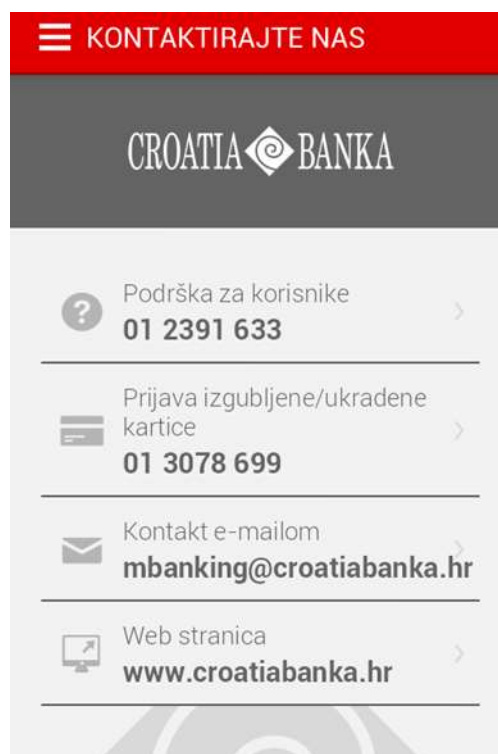 KONTAKTIRAJTE NAS
CROATIA BANKA
Podrška za korisnike
01 2391 633
Prijava izgubljene/ukradene
kartice
01 3078 699
Kontakt e-mailom
mbanking@croatiabanka.hr
Web stranica
www.croatiabanka.hr